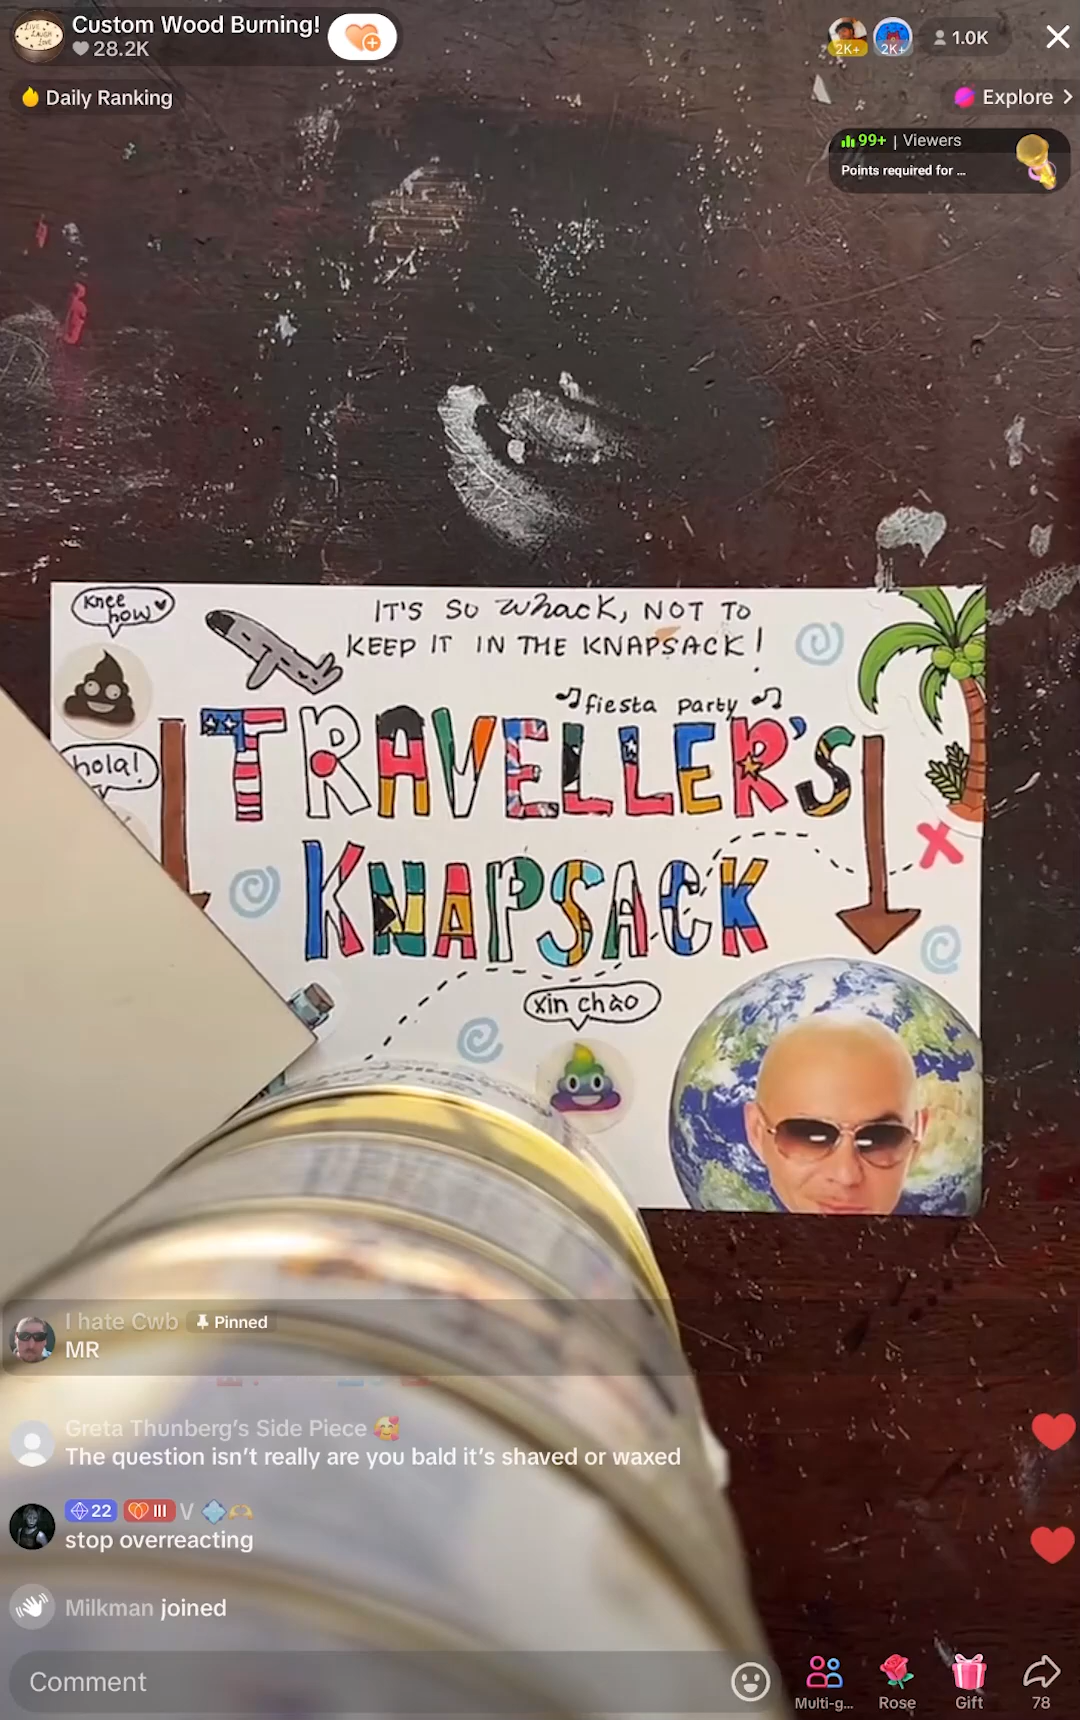 Custom Wood Burning!
28.2K
2K+
2K+
1.0K
Daily Ranking
Explore >
99+ | Viewers
Points required for ...
Knee how
IT'S SO whack, NOT TO
KEEP IT IN THE KNAPSACK!
fiesta party
hola!
TRAVELLER'S
KNAPSACK
xin chào
I hate Cwb Pinned
MR
Greta Thunberg's Side Piece 🥰
The question isn't really are you bald it's shaved or waxed
22 III V
stop overreacting
Milkman joined
Comment
Multi-g...
Rose
Gift
78